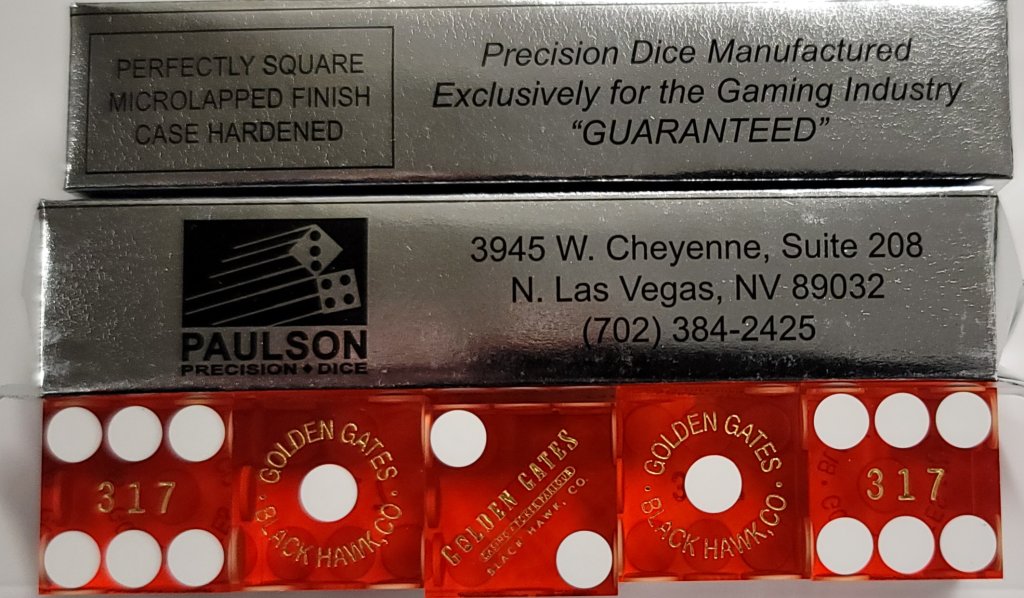 PERFECTLY SQUARE
MICROLAPPED FINISH
CASE HARDENED
Precision Dice Manufactured
Exclusively for the Gaming Industry
“GUARANTEED”
PAULSON
PRECISION ♦ DICE
3945 W. Cheyenne, Suite 208
N. Las Vegas, NV 89032
(702) 384-2425
317
· GOLDEN GATES ·
BLACK HAWK, CO
GOLDEN GATES
BLACK HAWK, CO.
· GOLDEN GATES ·
BLACK HAWK, CO
317